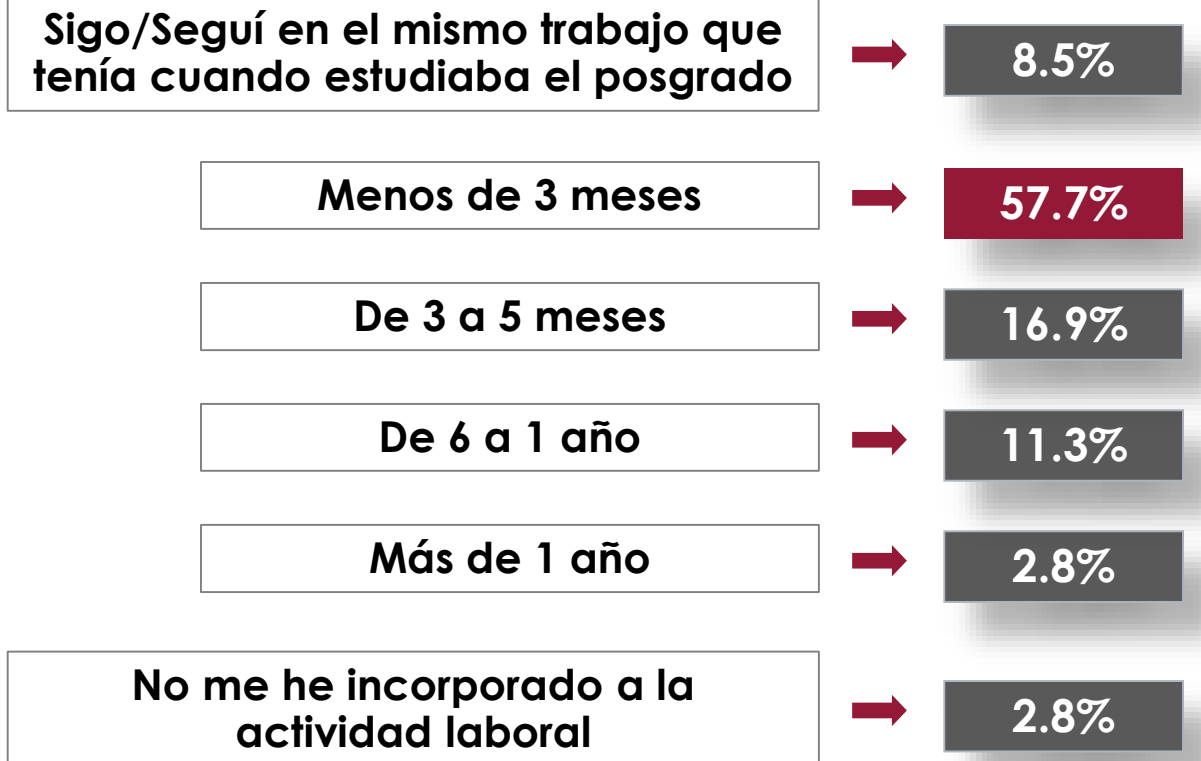 Sigo/Seguí en el mismo trabajo que
tenía cuando estudiaba el posgrado
8.5%
Menos de 3 meses
57.7%
De 3 a 5 meses
16.9%
De 6 a 1 año
11.3%
Más de 1 año
2.8%
No me he incorporado a la
actividad laboral
2.8%